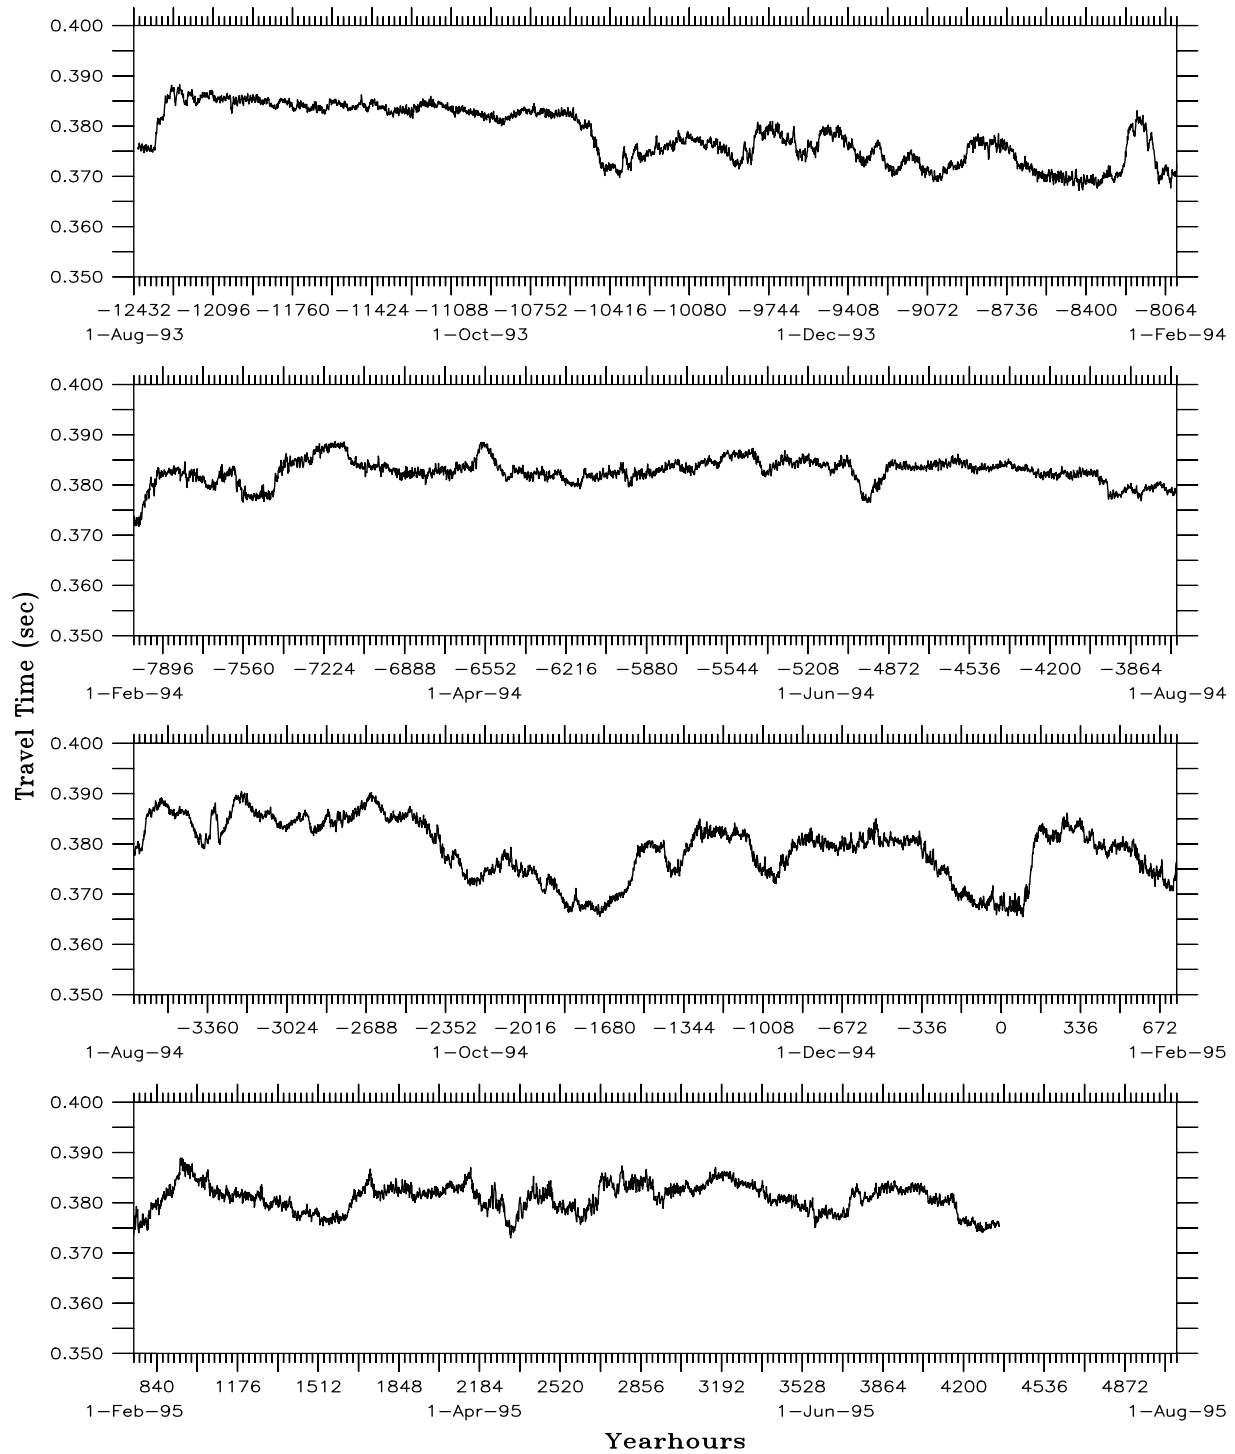 0.400
0.390
0.380
0.370
0.360
0.350
−12432 −12096 −11760 −11424 −11088 −10752 −10416 −10080 −9744 −9408 −9072 −8736 −8400 −8064
1−Aug−93 1−Oct−93 1−Dec−93 1−Feb−94
0.400
0.390
0.380
0.370
0.360
0.350
−7896 −7560 −7224 −6888 −6552 −6216 −5880 −5544 −5208 −4872 −4536 −4200 −3864
1−Feb−94 1−Apr−94 1−Jun−94 1−Aug−94
Travel Time (sec)
0.400
0.390
0.380
0.370
0.360
0.350
−3360 −3024 −2688 −2352 −2016 −1680 −1344 −1008 −672 −336 0 336 672
1−Aug−94 1−Oct−94 1−Dec−94 1−Feb−95
0.400
0.390
0.380
0.370
0.360
0.350
840 1176 1512 1848 2184 2520 2856 3192 3528 3864 4200 4536 4872
1−Feb−95 1−Apr−95 1−Jun−95 1−Aug−95
Yearhours